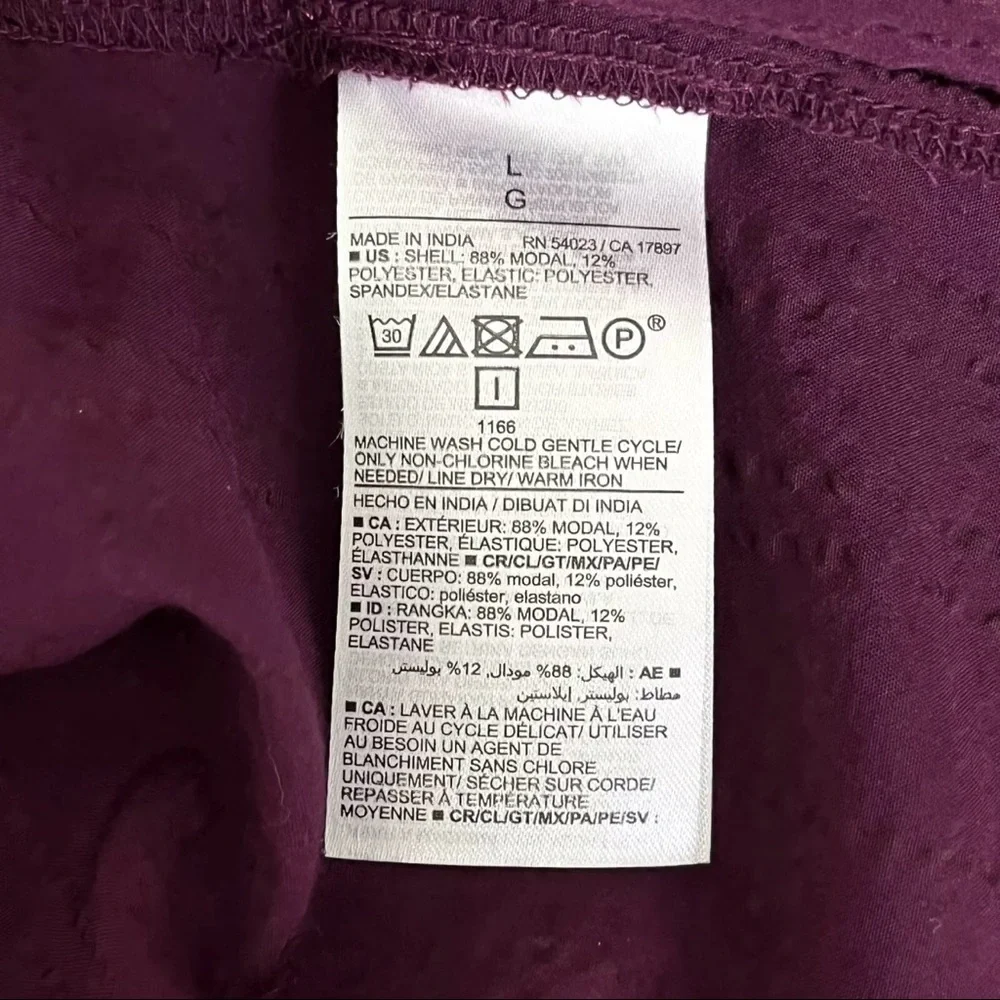 L
G
MADE IN INDIA RN 54023 / CA 17897
■ US : SHELL: 88% MODAL, 12%
POLYESTER, ELASTIC: POLYESTER,
SPANDEX/ELASTANE
30 P ®
I
1166
MACHINE WASH COLD GENTLE CYCLE/
ONLY NON-CHLORINE BLEACH WHEN
NEEDED/ LINE DRY/ WARM IRON
HECHO EN INDIA / DIBUAT DI INDIA
■ CA : EXTÉRIEUR: 88% MODAL, 12%
POLYESTER, ÉLASTIQUE: POLYESTER,
ÉLASTHANNE ■ CR/CL/GT/MX/PA/PE/
SV : CUERPO: 88% modal, 12% poliéster,
ELASTICO: poliéster, elastano
■ ID : RANGKA: 88% MODAL, 12%
POLISTER, ELASTIS: POLISTER,
ELASTANE
■ AE : الهيكل: 88% مودال, 12% بوليستر
مطاط: بوليستر, إيلاستين
■ CA : LAVER À LA MACHINE À L'EAU
FROIDE AU CYCLE DÉLICAT/ UTILISER
AU BESOIN UN AGENT DE
BLANCHIMENT SANS CHLORE
UNIQUEMENT/ SÉCHER SUR CORDE/
REPASSER À TEMPÉRATURE
MOYENNE ■ CR/CL/GT/MX/PA/PE/SV :